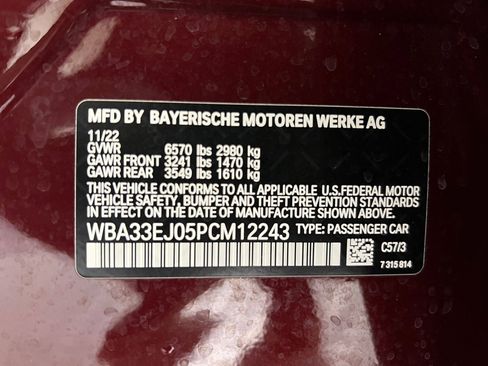 MFD BY BAYERISCHE MOTOREN WERKE AG
11/22
GVWR 6570 lbs 2980 kg
GAWR FRONT 3241 lbs 1470 kg
GAWR REAR 3549 lbs 1610 kg
THIS VEHICLE CONFORMS TO ALL APPLICABLE U.S.FEDERAL MOTOR
VEHICLE SAFETY, BUMPER AND THEFT PREVENTION STANDARDS
IN EFFECT ON THE DATE OF MANUFACTURE SHOWN ABOVE.
WBA33EJ05PCM12243 TYPE: PASSENGER CAR
C57/3
7 315 814